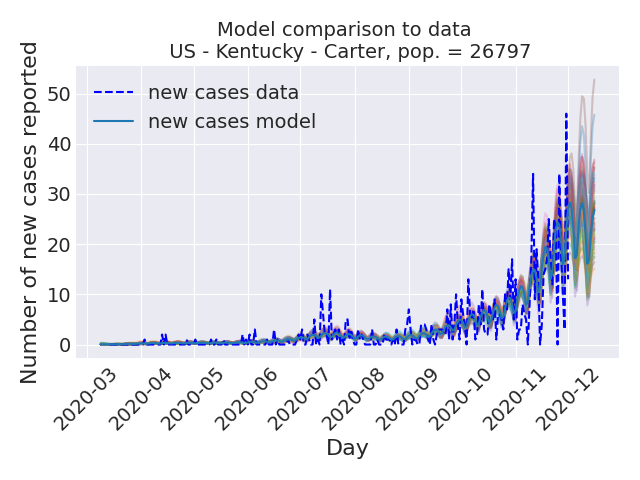 Model comparison to data
US - Kentucky - Carter, pop. = 26797
Number of new cases reported
50
40
30
20
10
0
new cases data
new cases model
2020-03
2020-04
2020-05
2020-06
2020-07
2020-08
2020-09
2020-10
2020-11
2020-12
Day